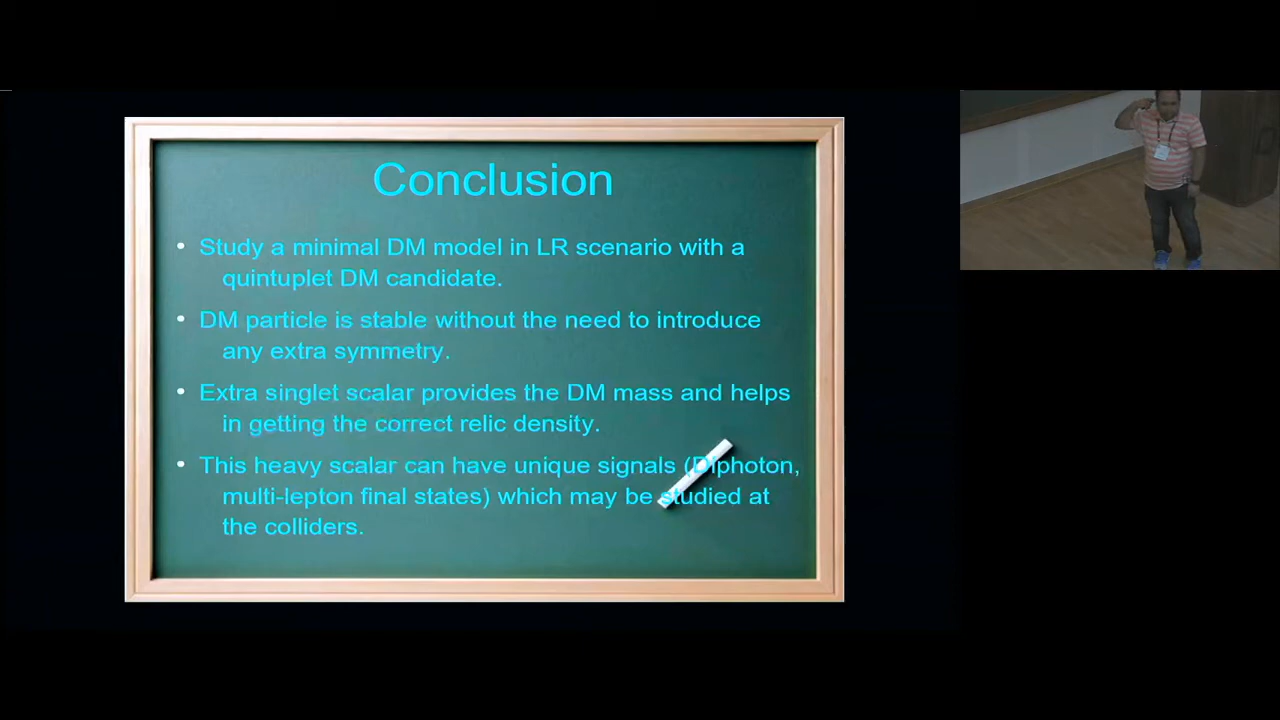 Conclusion
• Study a minimal DM model in LR scenario with a
quintuplet DM candidate.
• DM particle is stable without the need to introduce
any extra symmetry.
• Extra singlet scalar provides the DM mass and helps
in getting the correct relic density.
• This heavy scalar can have unique signals (Diphoton,
multi-lepton final states) which may be studied at
the colliders.